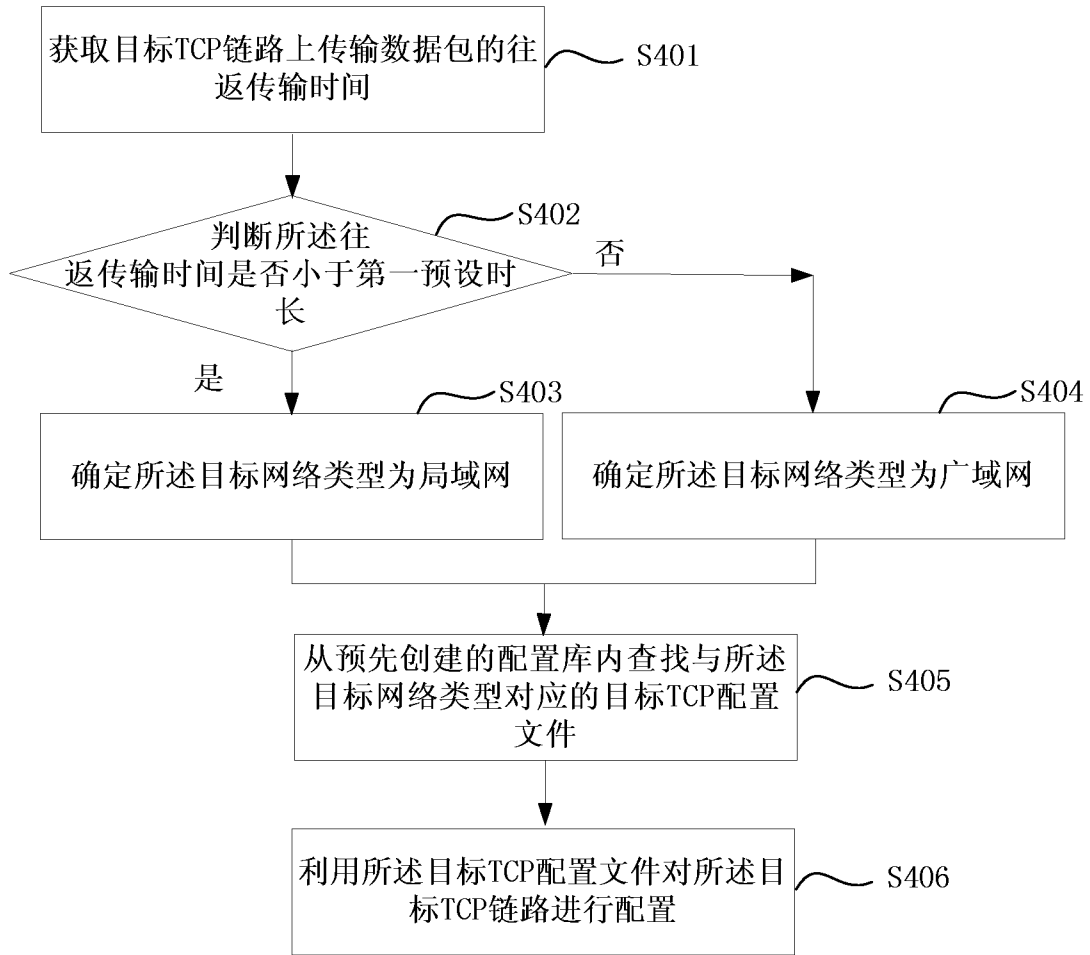 获取目标TCP链路上传输数据包的往
返传输时间
S401
S402
判断所述往
返传输时间是否小于第一预设时
长
否
是
S403
确定所述目标网络类型为局域网
S404
确定所述目标网络类型为广域网
从预先创建的配置库内查找与所述
目标网络类型对应的目标TCP配置
文件
S405
利用所述目标TCP配置文件对所述目
标TCP链路进行配置
S406